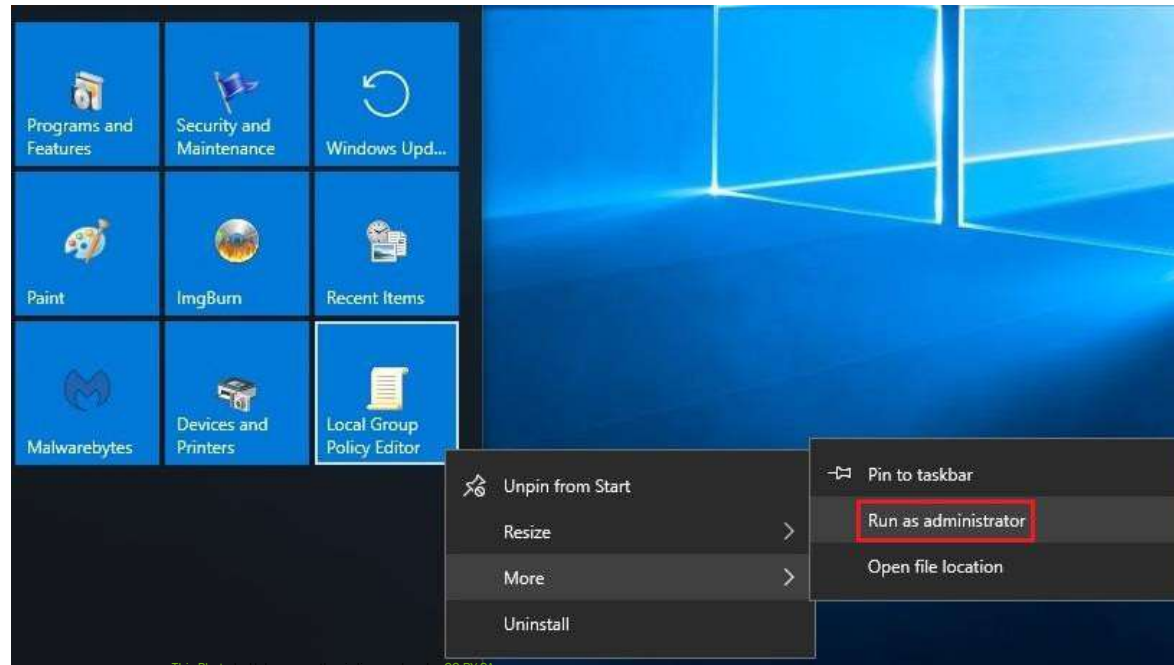 Programs and
Features
Security and
Maintenance
Windows Upd...
Paint
ImgBurn
Recent Items
Malwarebytes
Devices and
Printers
Local Group
Policy Editor
Unpin from Start
Resize
More
Uninstall
Pin to taskbar
Run as administrator
Open file location